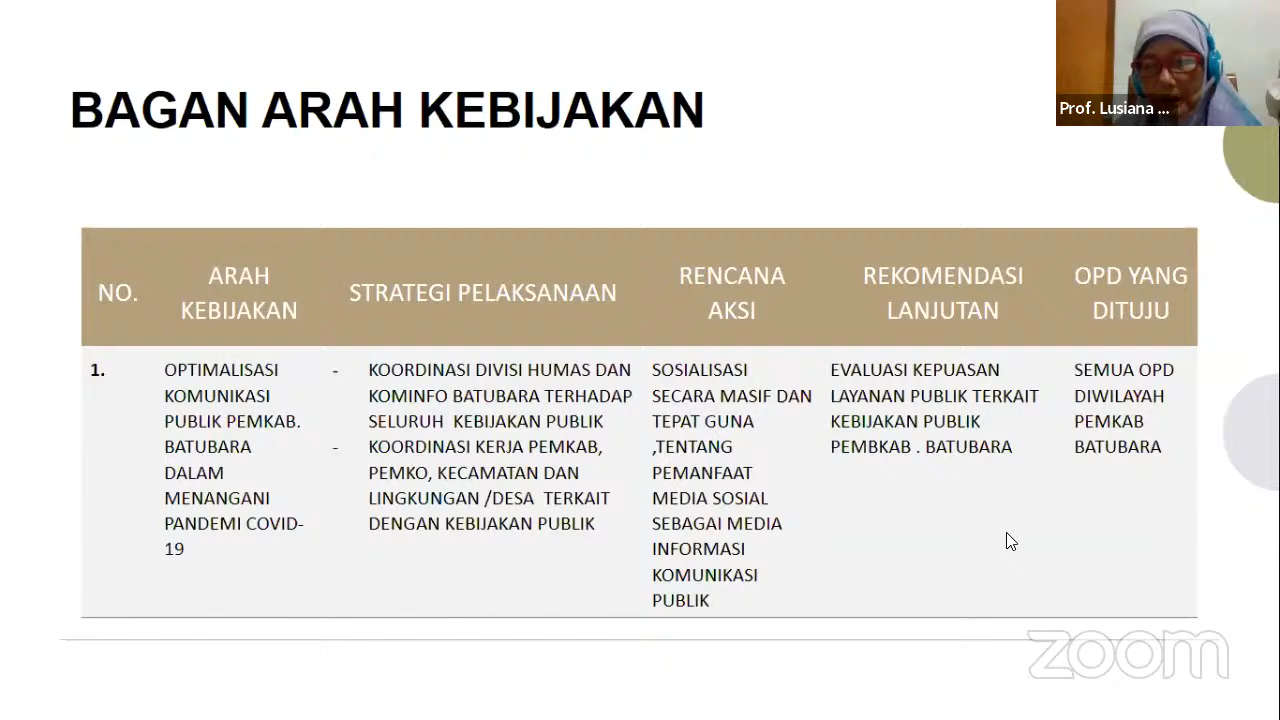 Prof. Lusiana ...
BAGAN ARAH KEBIJAKAN
NO.
ARAH
KEBIJAKAN
STRATEGI PELAKSANAAN
RENCANA
AKSI
REKOMENDASI
LANJUTAN
OPD YANG
DITUJU
1.
OPTIMALISASI
KOMUNIKASI
PUBLIK PEMKAB.
BATUBARA
DALAM
MENANGANI
PANDEMI COVID-
19
- KOORDINASI DIVISI HUMAS DAN
KOMINFO BATUBARA TERHADAP
SELURUH KEBIJAKAN PUBLIK
- KOORDINASI KERJA PEMKAB,
PEMKO, KECAMATAN DAN
LINGKUNGAN /DESA TERKAIT
DENGAN KEBIJAKAN PUBLIK
SOSIALISASI
SECARA MASIF DAN
TEPAT GUNA
,TENTANG
PEMANFAAT
MEDIA SOSIAL
SEBAGAI MEDIA
INFORMASI
KOMUNIKASI
PUBLIK
EVALUASI KEPUASAN
LAYANAN PUBLIK TERKAIT
KEBIJAKAN PUBLIK
PEMBKAB . BATUBARA
SEMUA OPD
DIWILAYAH
PEMKAB
BATUBARA
zoom